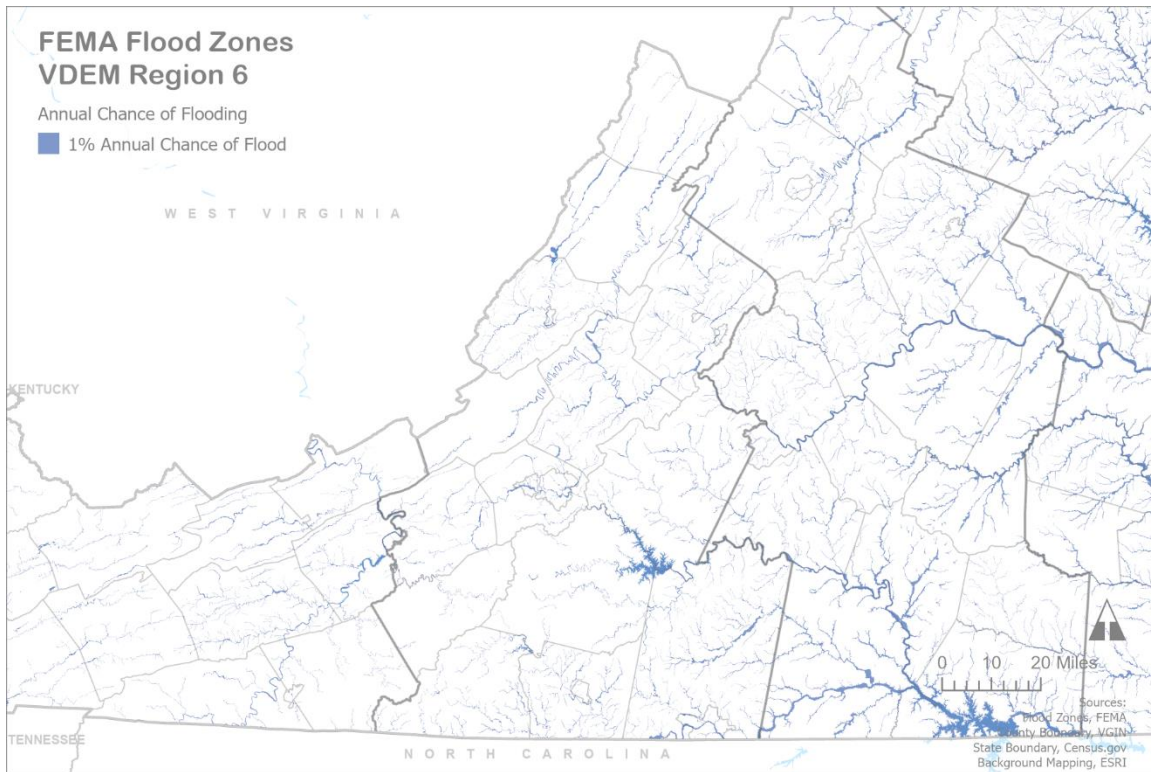 FEMA Flood Zones
VDEM Region 6
Annual Chance of Flooding
1% Annual Chance of Flood
WEST VIRGINIA
KENTUCKY
0 10 20 Miles
Sources:
Flood Zones, FEMA
County Boundary, VGIN
State Boundary, Census.gov
Background Mapping, ESRI
TENNESSEE
NORTH CAROLINA